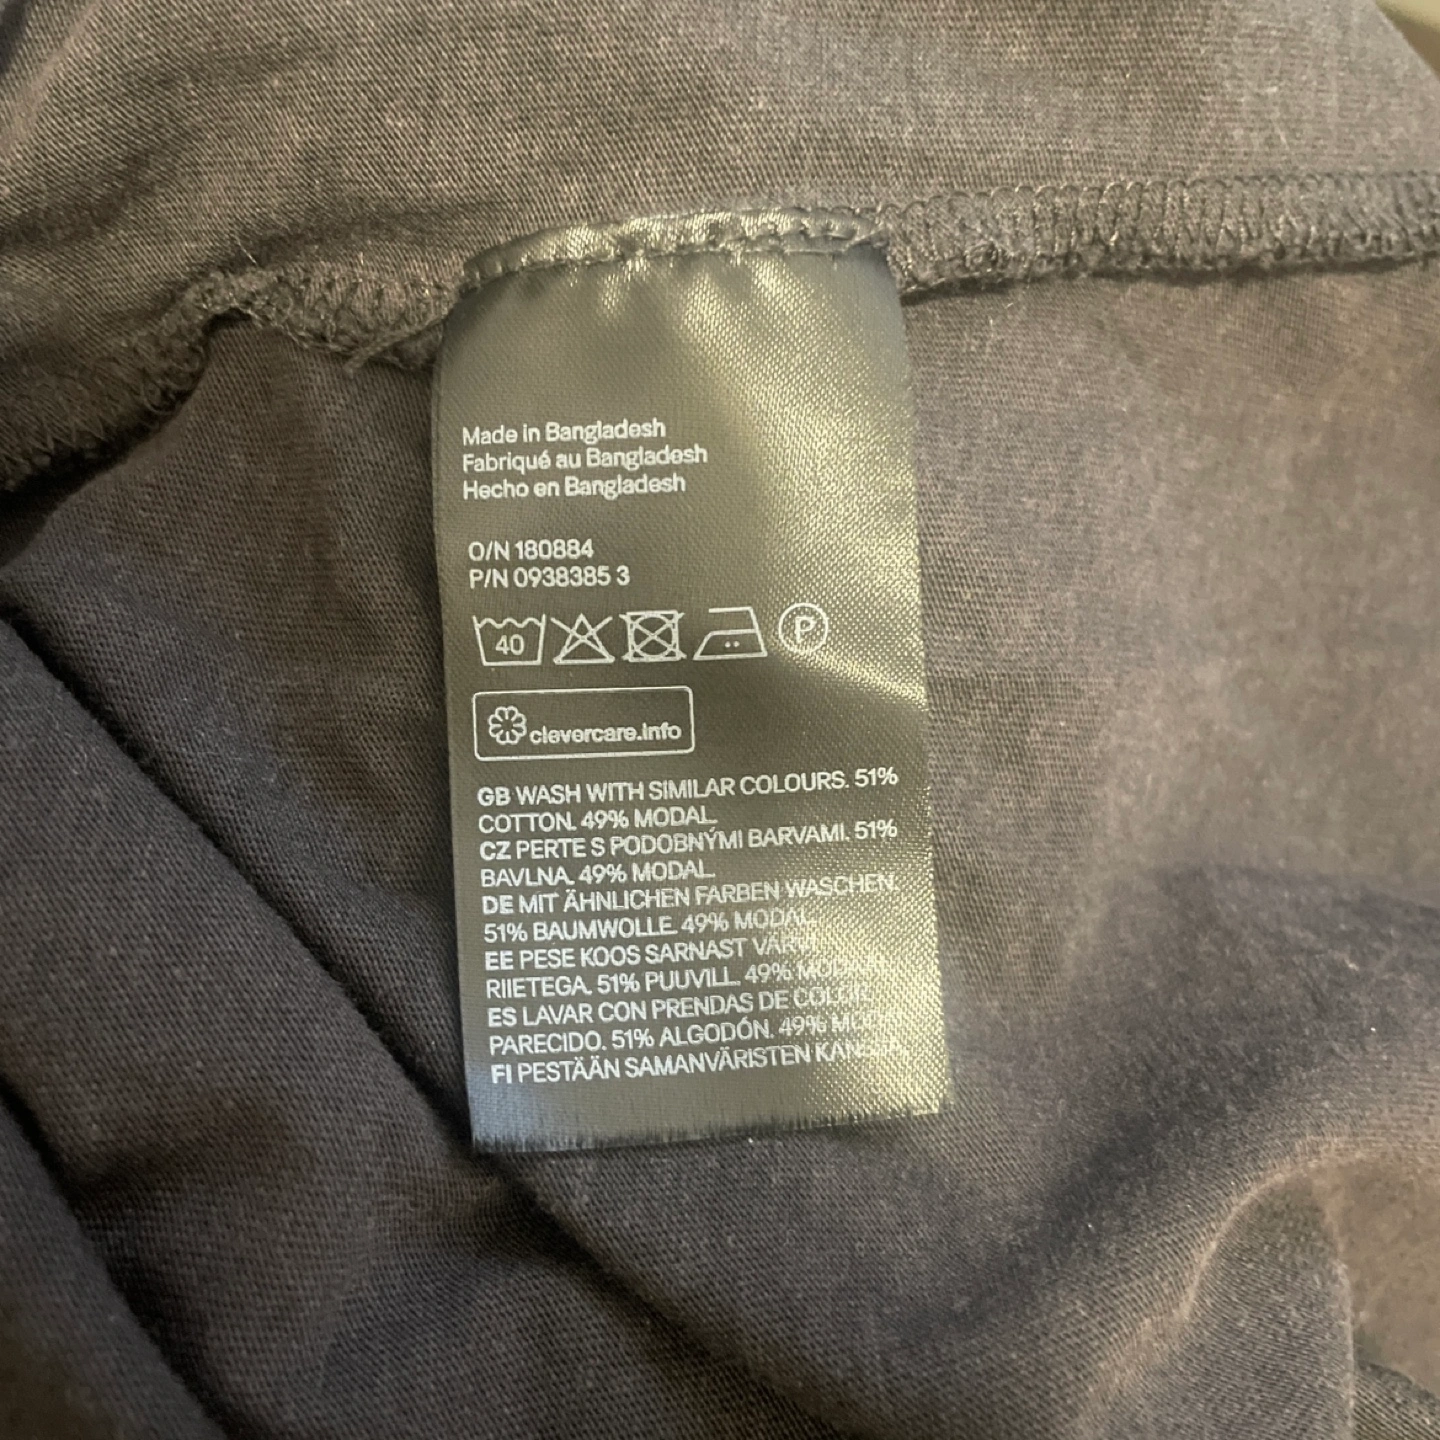 Made in Bangladesh
Fabriqué au Bangladesh
Hecho en Bangladesh
O/N 180884
P/N 0938385 3
40 P
clevercare.info
GB WASH WITH SIMILAR COLOURS. 51%
COTTON. 49% MODAL.
CZ PERTE S PODOBNÝMI BARVAMI. 51%
BAVLNA. 49% MODAL.
DE MIT ÄHNLICHEN FARBEN WASCHEN.
51% BAUMWOLLE. 49% MODAL.
EE PESE KOOS SARNAST VÄRVI
RIIETEGA. 51% PUUVILL. 49% MODAAL.
ES LAVAR CON PRENDAS DE COLOR
PARECIDO. 51% ALGODÓN. 49%
FI PESTÄÄN SAMANVÄRISTEN